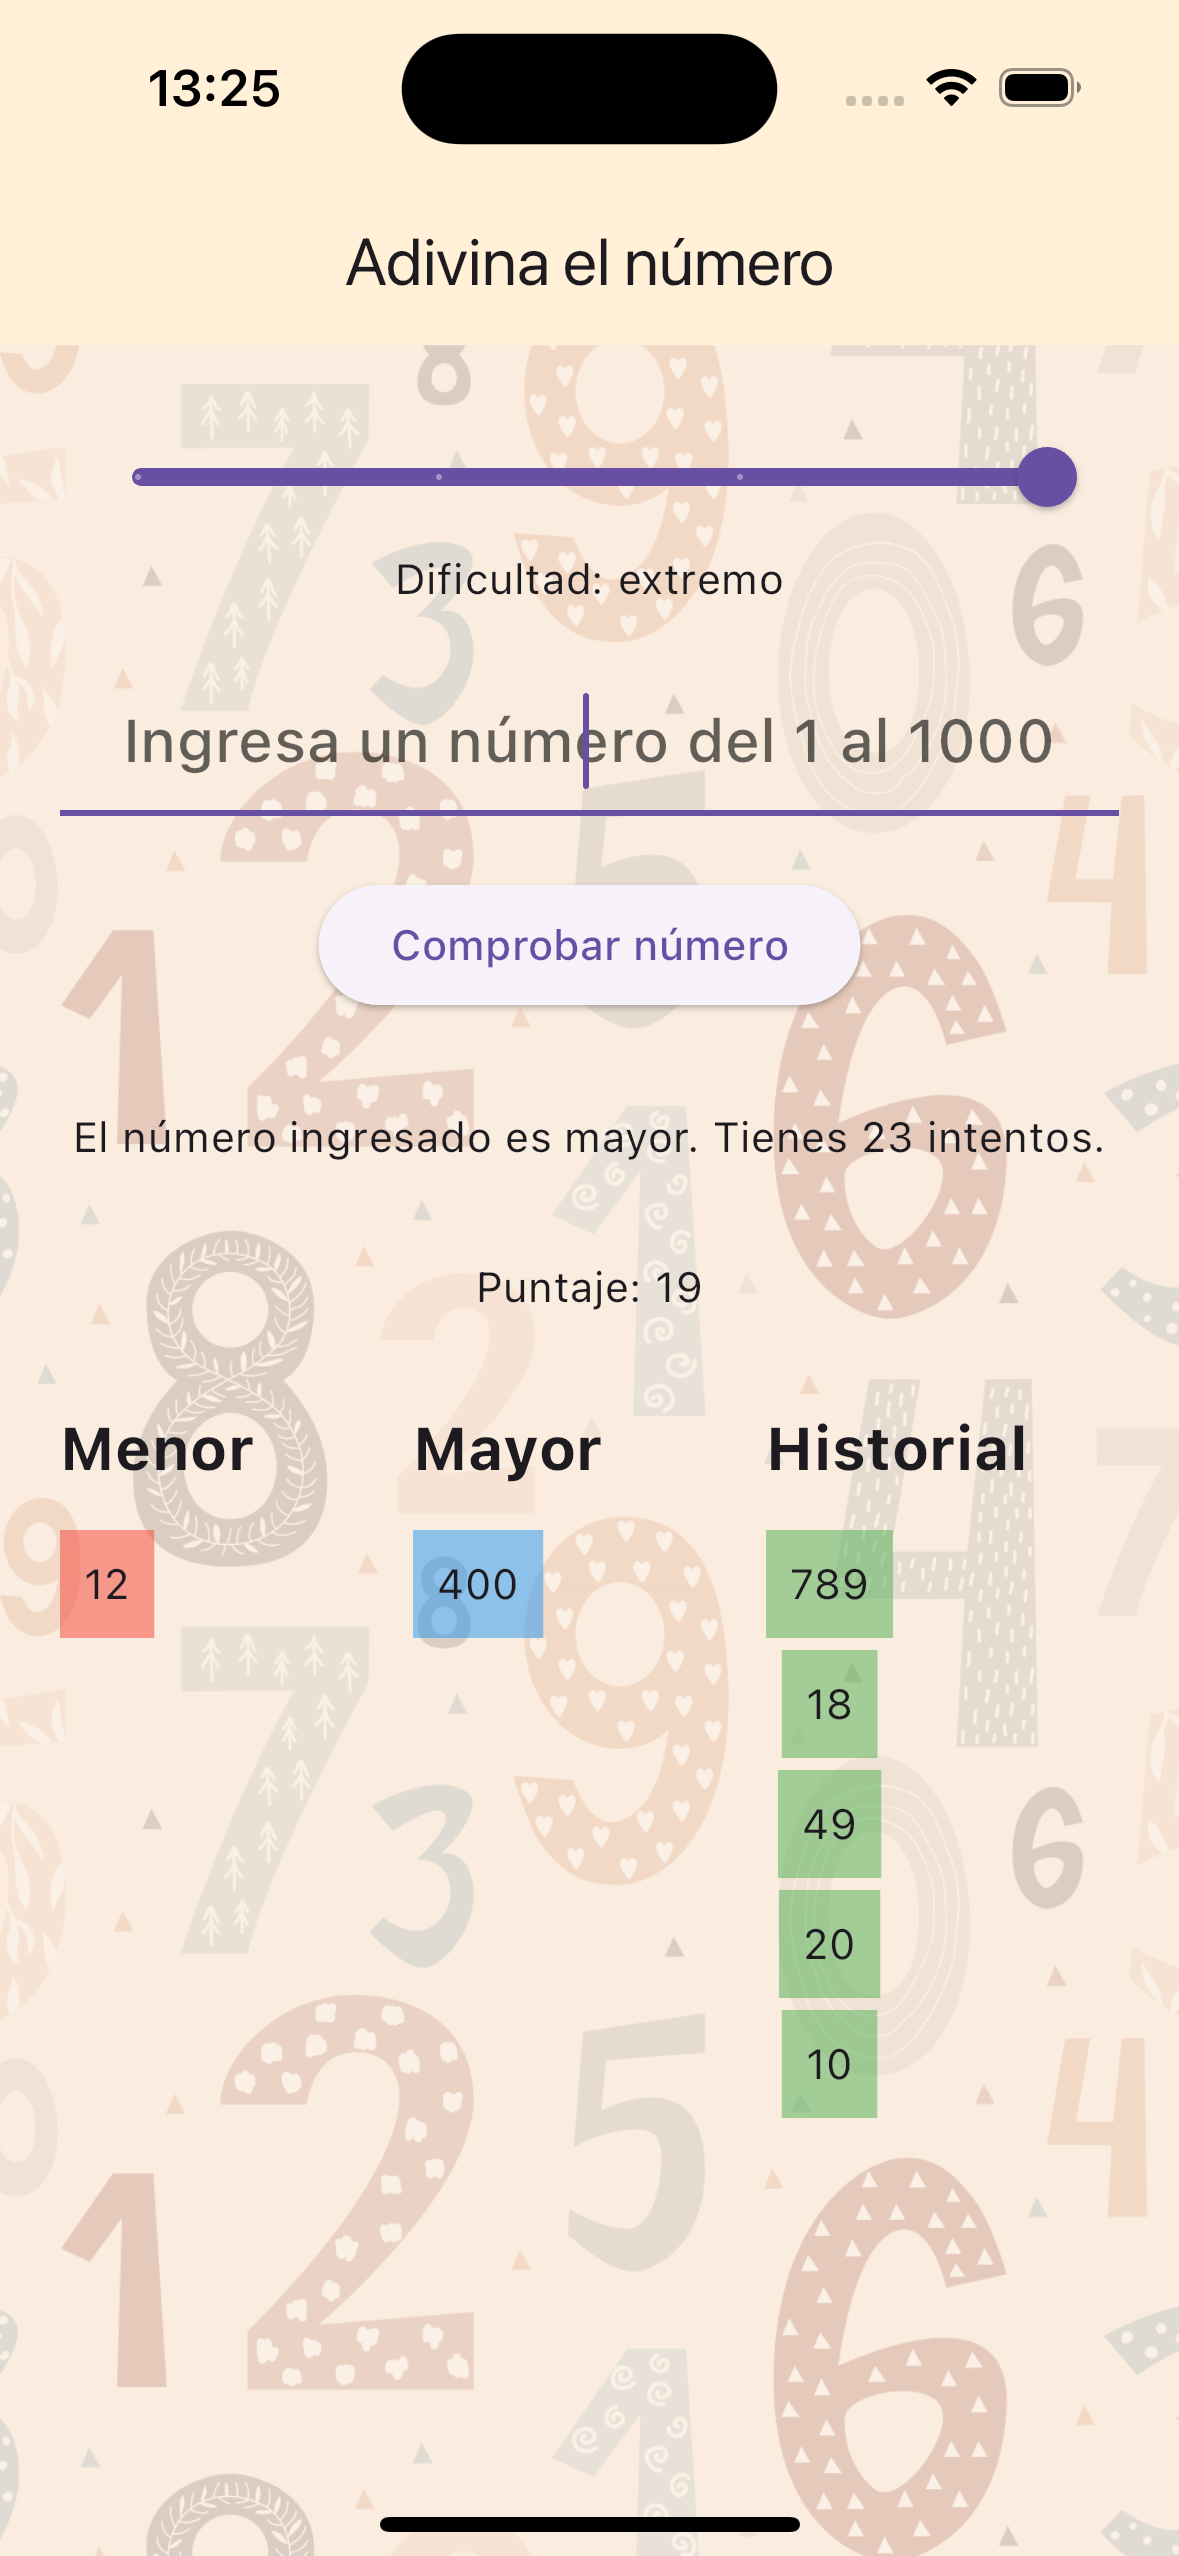 13:25
Adivina el número
Dificultad: extremo
Ingresa un número del 1 al 1000
Comprobar número
El número ingresado es mayor. Tienes 23 intentos.
Puntaje: 19
Menor Mayor Historial
12 400 789
18
49
20
10